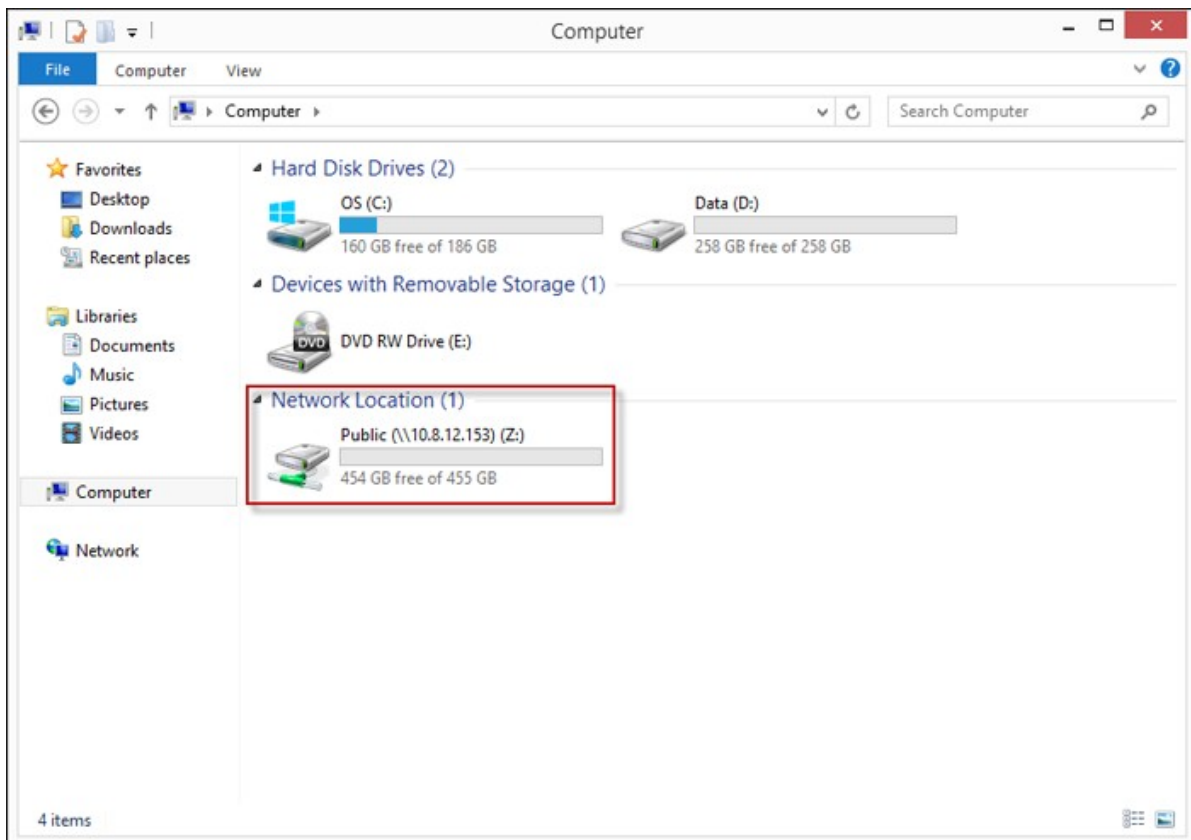 Computer
File Computer View
Computer
Search Computer
Favorites
Desktop
Downloads
Recent places
Libraries
Documents
Music
Pictures
Videos
Computer
Network
Hard Disk Drives (2)
OS (C:)
160 GB free of 186 GB
Data (D:)
258 GB free of 258 GB
Devices with Removable Storage (1)
DVD
DVD RW Drive (E:)
Network Location (1)
Public (\\10.8.12.153) (Z:)
454 GB free of 455 GB
4 items